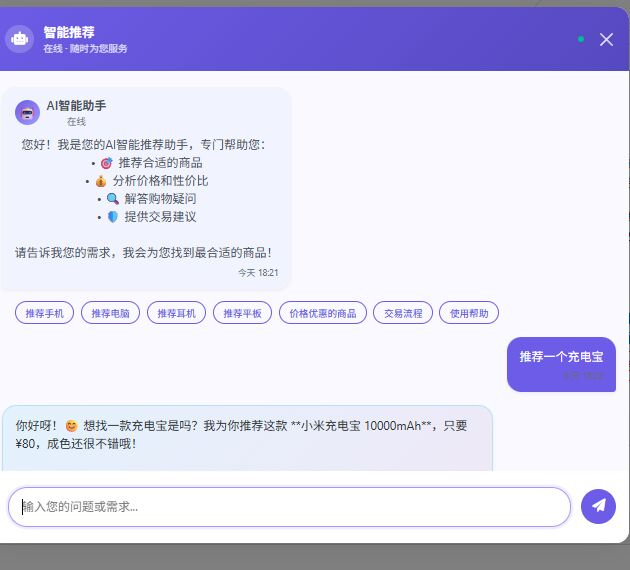 智能推荐
在线 · 随时为您服务
AI智能助手
在线
您好！我是您的AI智能推荐助手，专门帮助您：
• 🎯 推荐合适的商品
• 💰 分析价格和性价比
• 🔍 解答购物疑问
• 🛡️ 提供交易建议
请告诉我您的需求，我会为您找到最合适的商品！
今天 18:21
推荐手机 推荐电脑 推荐耳机 推荐平板 价格优惠的商品 交易流程 使用帮助
推荐一个充电宝
你好呀！😊 想找一款充电宝是吗？我为你推荐这款 **小米充电宝 10000mAh**，只要
¥80，成色还很不错哦！
输入您的问题或需求...